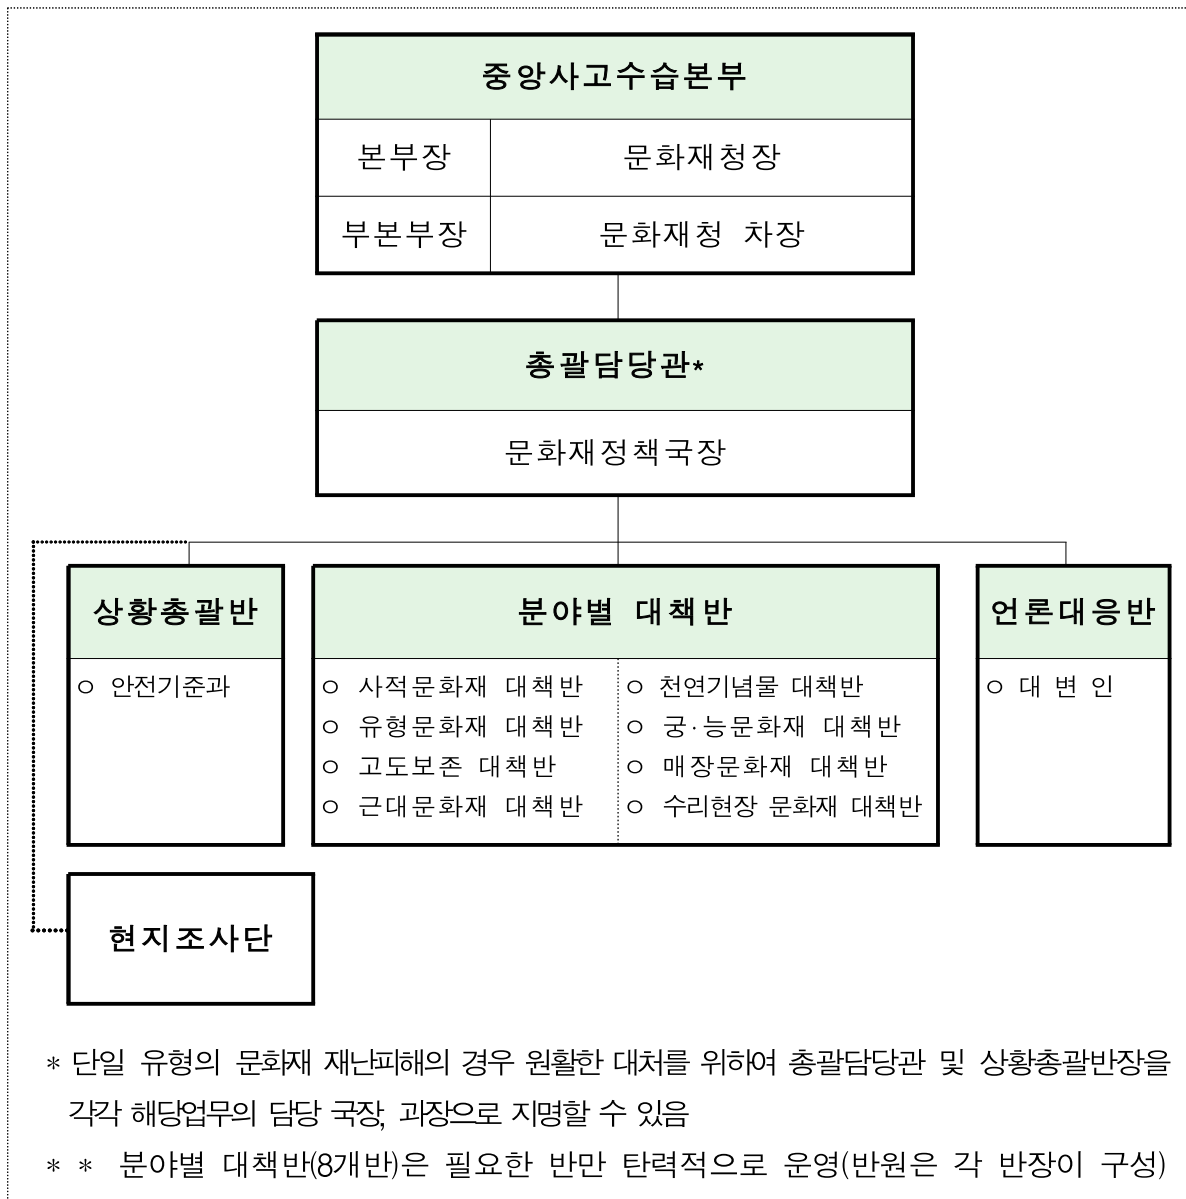 중앙사고수습본부
본부장 문화재청장
부본부장 문화재청 차장
총괄담당관*
문화재정책국장
상황총괄반
ㅇ 안전기준과
분야별 대책반
ㅇ 사적문화재 대책반
ㅇ 유형문화재 대책반
ㅇ 고도보존 대책반
ㅇ 근대문화재 대책반
ㅇ 천연기념물 대책반
ㅇ 궁·능문화재 대책반
ㅇ 매장문화재 대책반
ㅇ 수리현장 문화재 대책반
언론대응반
ㅇ 대 변 인
현지조사단
* 단일 유형의 문화재 재난피해의 경우 원활한 대처를 위하여 총괄담당관 및 상황총괄반장을
각각 해당업무의 담당 국장, 과장으로 지명할 수 있음
* * 분야별 대책반(8개반)은 필요한 반만 탄력적으로 운영(반원은 각 반장이 구성)